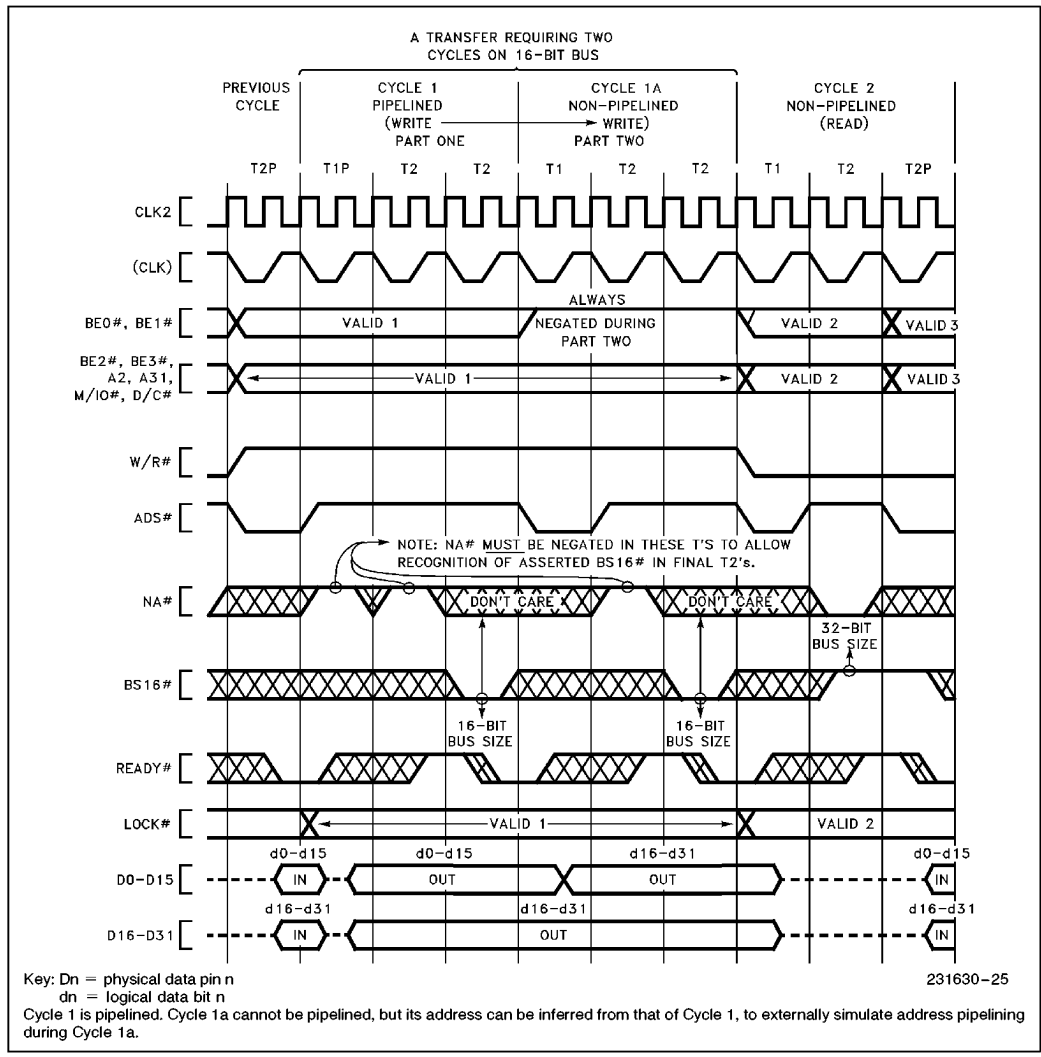 A TRANSFER REQUIRING TWO
CYCLES ON 16-BIT BUS
PREVIOUS
CYCLE
CYCLE 1
PIPELINED
(WRITE
PART ONE
CYCLE 1A
NON-PIPELINED
WRITE)
PART TWO
CYCLE 2
NON-PIPELINED
(READ)
T2P T1P T2 T2 T1 T2 T2 T1 T2 T2P
CLK2
(CLK)
BE0#, BE1#
VALID 1
ALWAYS
NEGATED DURING
PART TWO
VALID 2
VALID 3
BE2#, BE3#,
A2, A31,
M/IO#, D/C#
VALID 1
VALID 2
VALID 3
W/R#
ADS#
NOTE: NA# MUST BE NEGATED IN THESE T'S TO ALLOW
RECOGNITION OF ASSERTED BS16# IN FINAL T2's.
NA#
DON'T CARE
DON'T CARE
32-BIT
BUS SIZE
BS16#
16-BIT
BUS SIZE
16-BIT
BUS SIZE
READY#
LOCK#
VALID 1
VALID 2
d0-d15 d0-d15 d16-d31 d0-d15
D0-D15
IN OUT OUT IN
d16-d31 d16-d31 d16-d31
D16-D31
IN OUT IN
Key: Dn = physical data pin n
dn = logical data bit n
231630-25
Cycle 1 is pipelined. Cycle 1a cannot be pipelined, but its address can be inferred from that of Cycle 1, to externally simulate address pipelining
during Cycle 1a.